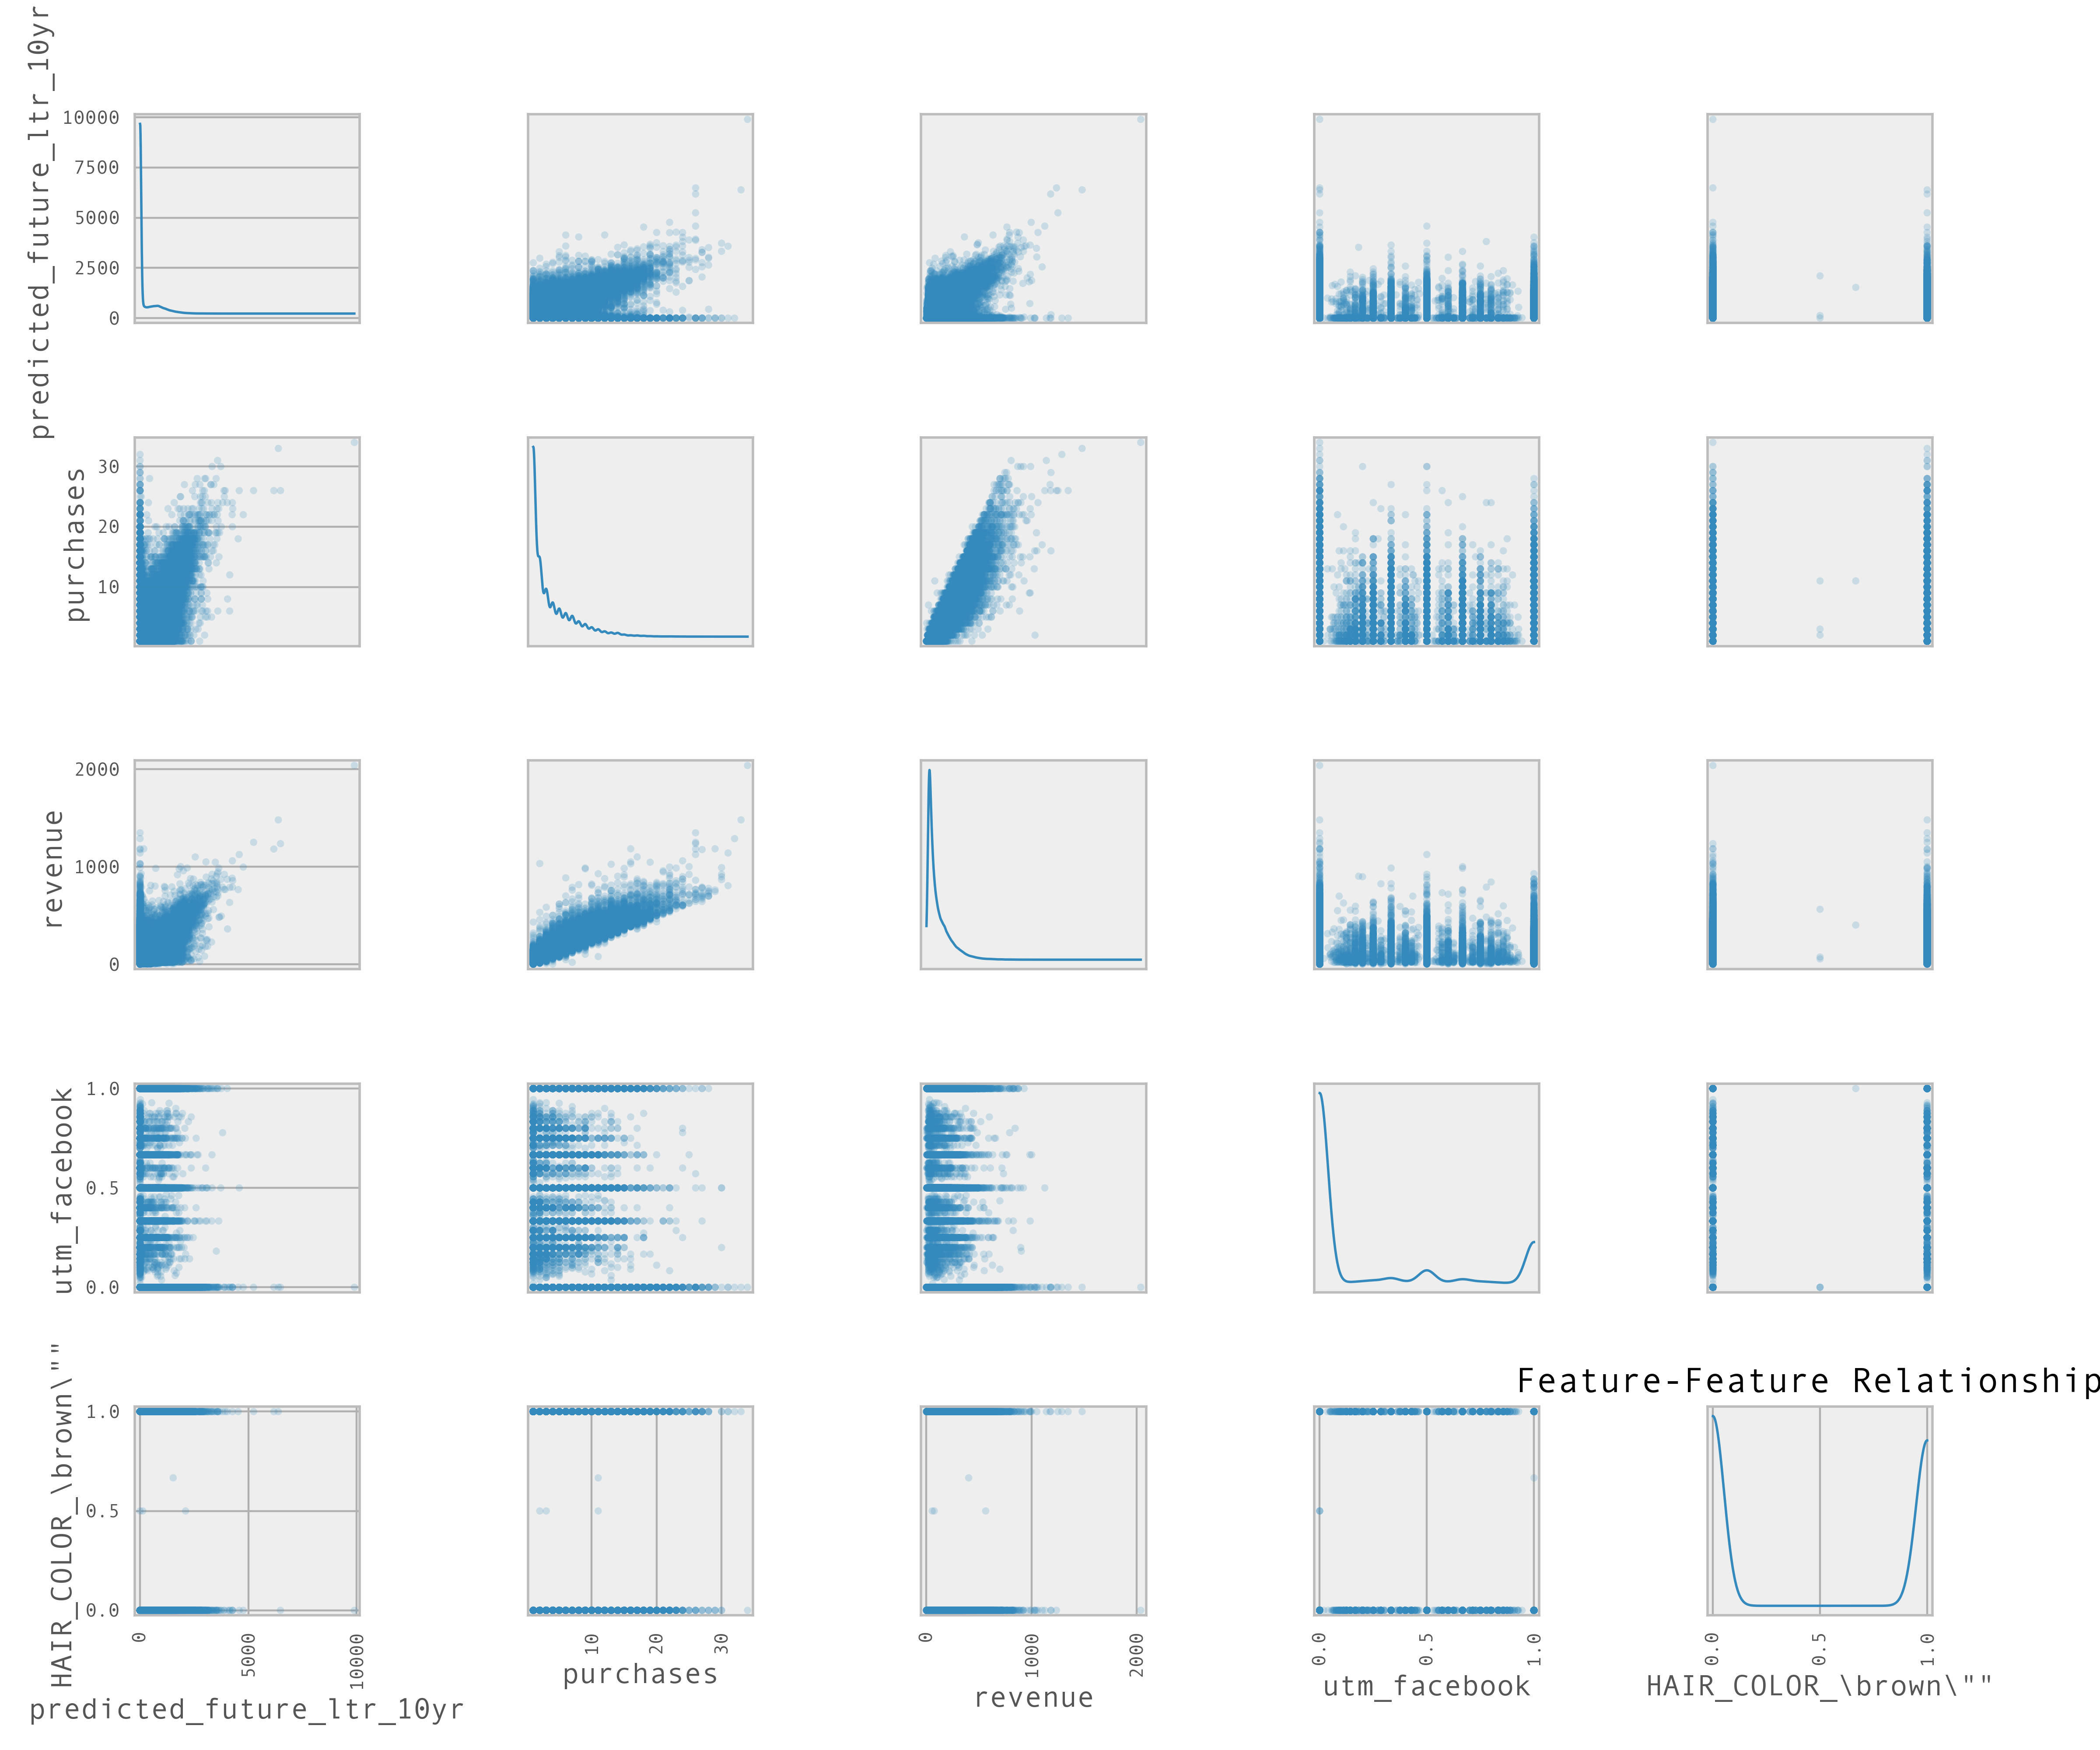 predicted_future_ltr_10yr
10000
7500
5000
2500
0
purchases
30
20
10
revenue
2000
1000
0
utm_facebook
1.0
0.5
0.0
Feature-Feature Relationship
HAIR_COLOR_\brown\""
1.0
0.5
0.0
0
5000
10000
10
20
30
0
1000
2000
0.0
0.5
1.0
0.0
0.5
1.0
predicted_future_ltr_10yr
purchases
revenue
utm_facebook
HAIR_COLOR_\brown\""